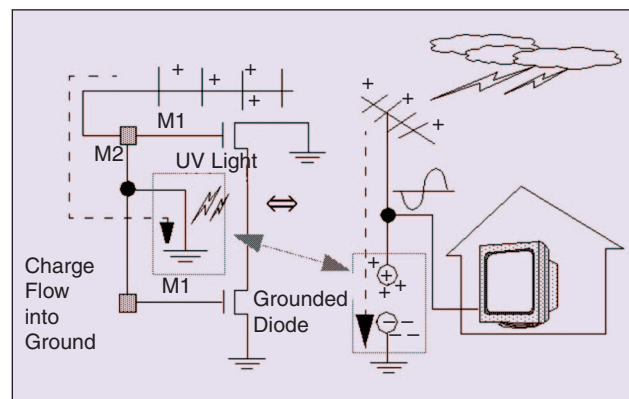 M1
M2
UV Light
M1
Charge
Flow
into
Ground
Grounded
Diode
+ + +
+
+
+
+
+
+ +
+
− −
− −